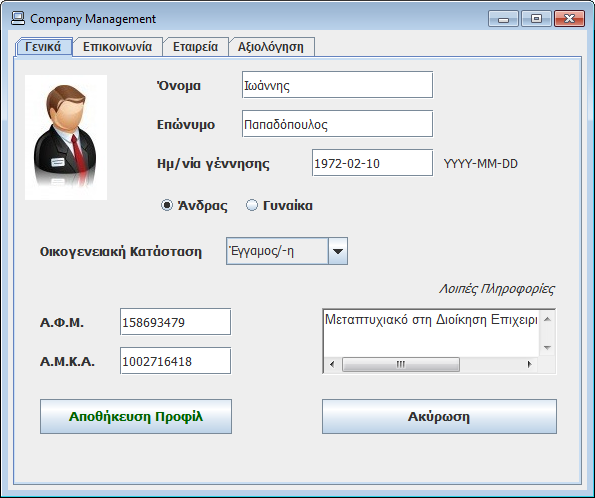 Company Management
Γενικά Επικοινωνία Εταιρεία Αξιολόγηση
Όνομα Ιωάννης
Επώνυμο Παπαδόπουλος
Ημ/νία γέννησης 1972-02-10 YYYY-MM-DD
Άνδρας Γυναίκα
Οικογενειακή Κατάσταση Έγγαμος/-η
Λοιπές Πληροφορίες
Α.Φ.Μ. 158693479 Μεταπτυχιακό στη Διοίκηση Επιχειρι
Α.Μ.Κ.Α. 1002716418
Αποθήκευση Προφίλ Ακύρωση